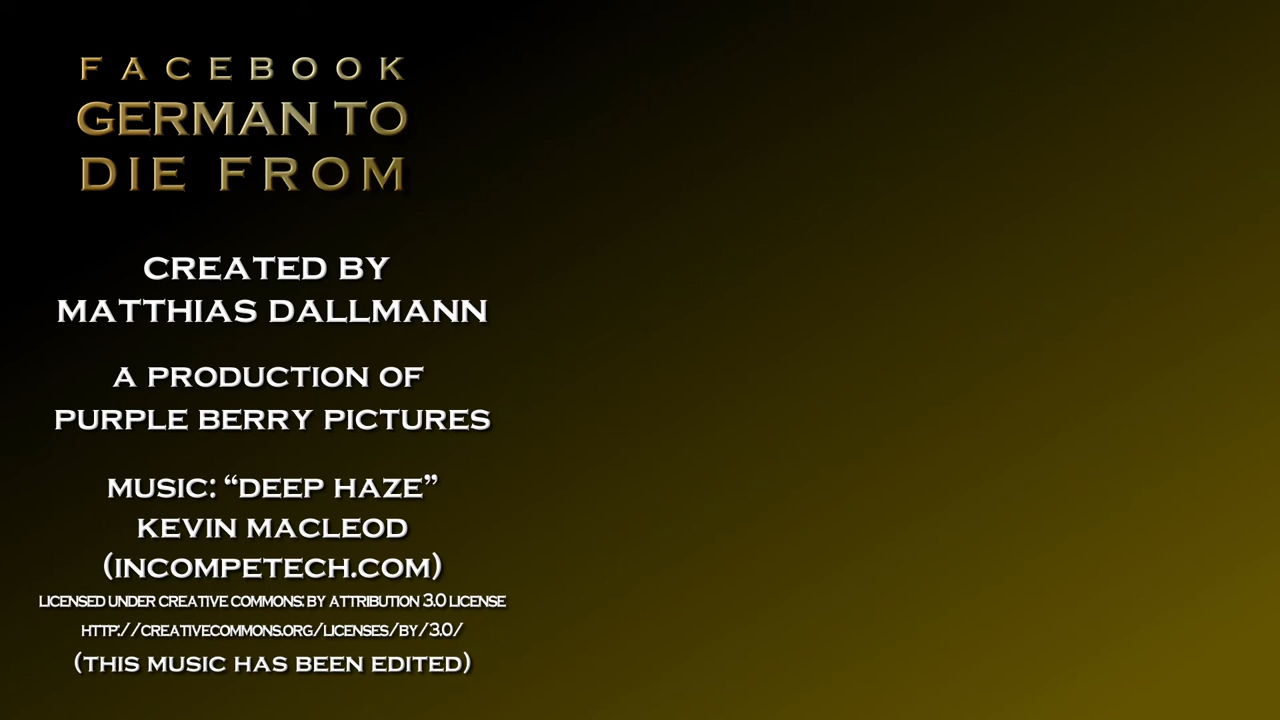 FACEBOOK
GERMAN TO
DIE FROM
CREATED BY
MATTHIAS DALLMANN
A PRODUCTION OF
PURPLE BERRY PICTURES
MUSIC: “DEEP HAZE”
KEVIN MACLEOD
(INCOMPETECH.COM)
LICENSED UNDER CREATIVE COMMONS: BY ATTRIBUTION 3.0 LICENSE
HTTP://CREATIVECOMMONS.ORG/LICENSES/BY/3.0/
(THIS MUSIC HAS BEEN EDITED)